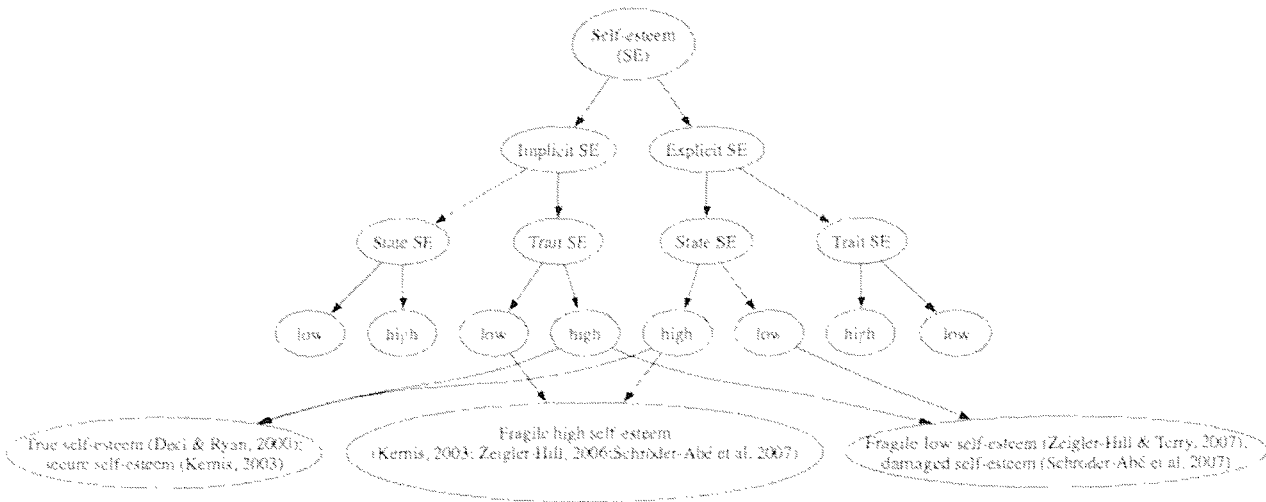 Self-esteem
(SE)
Implicit SE
Explicit SE
State SE
Trait SE
State SE
Trait SE
low
high
low
high
high
low
high
low
True self-esteem (Deci & Ryan, 2000);
secure self-esteem (Kernis, 2003)
Fragile high self-esteem
(Kernis, 2003; Zeigler-Hill, 2006;Schröder-Abé et al. 2007)
Fragile low self-esteem (Zeigler-Hill & Terry, 2007),
damaged self-esteem (Schröder-Abé et al. 2007)